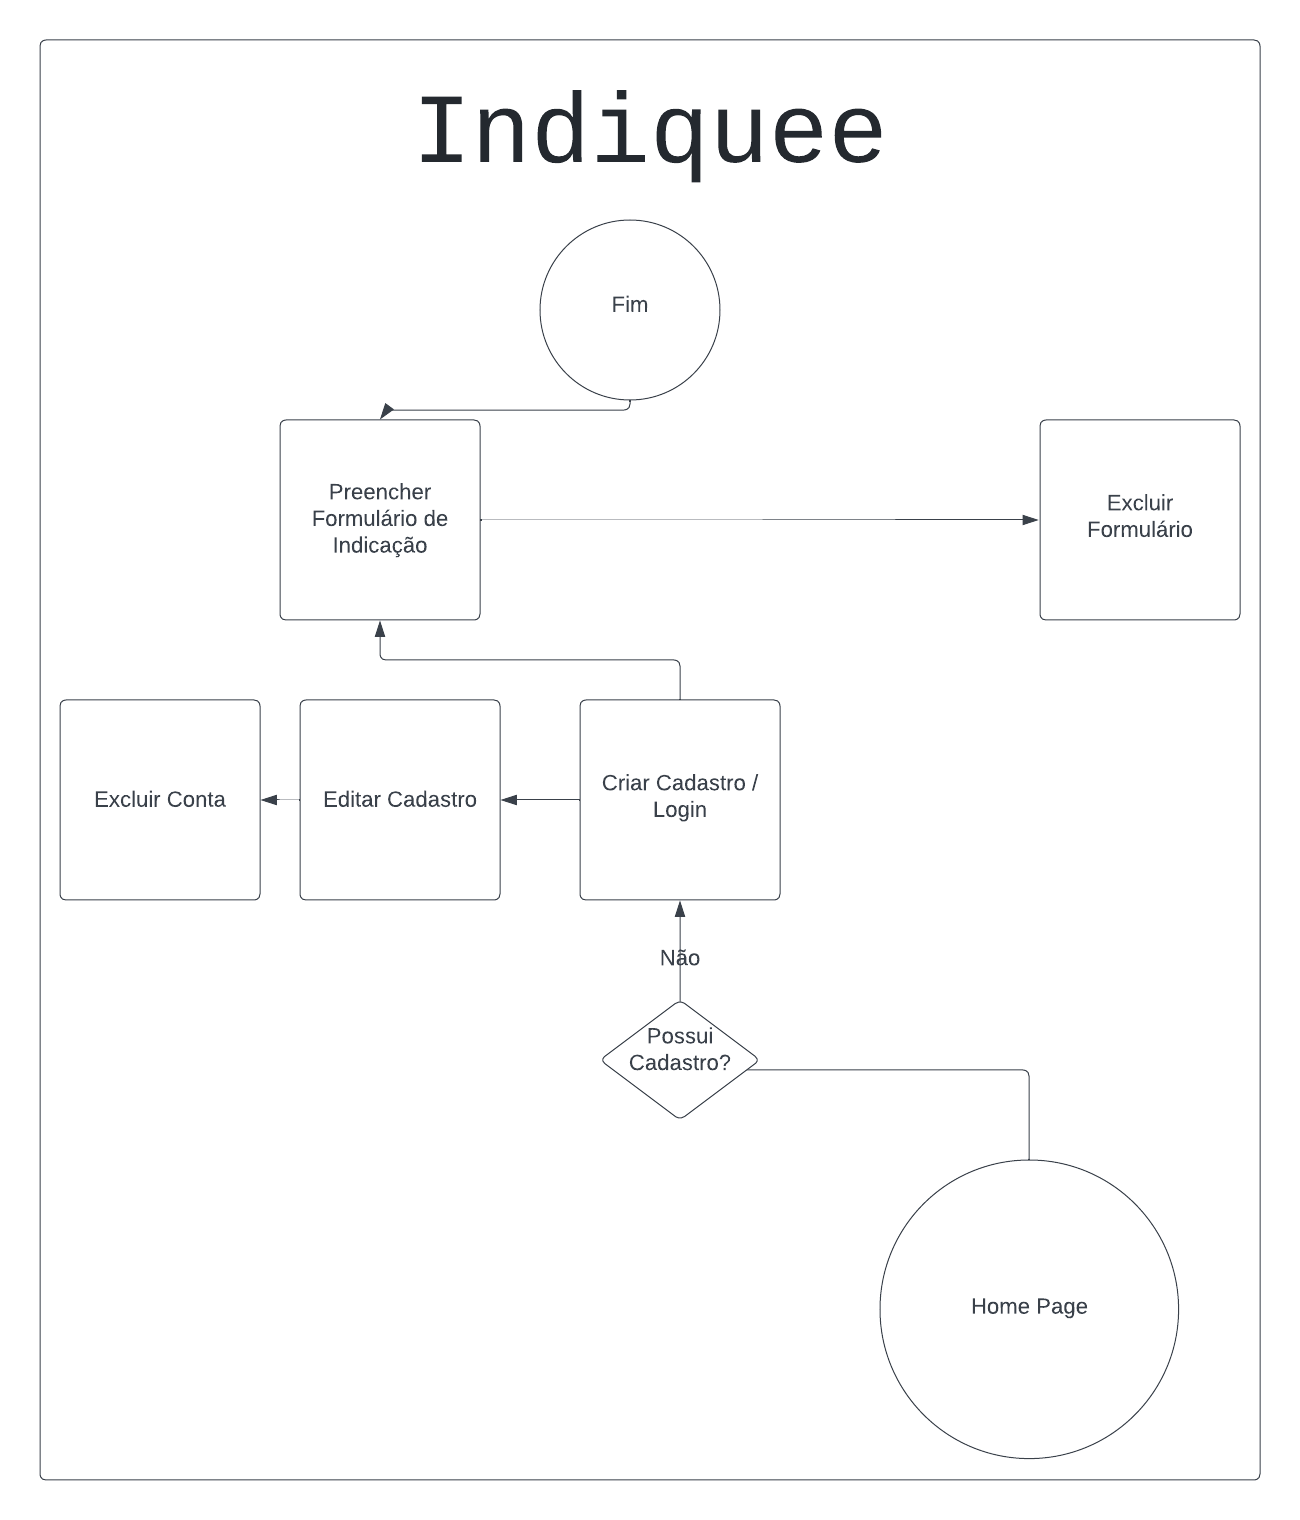 Indiquee
Fim
Preencher
Formulário de
Indicação
Excluir
Formulário
Excluir Conta
Editar Cadastro
Criar Cadastro /
Login
Não
Possui
Cadastro?
Home Page